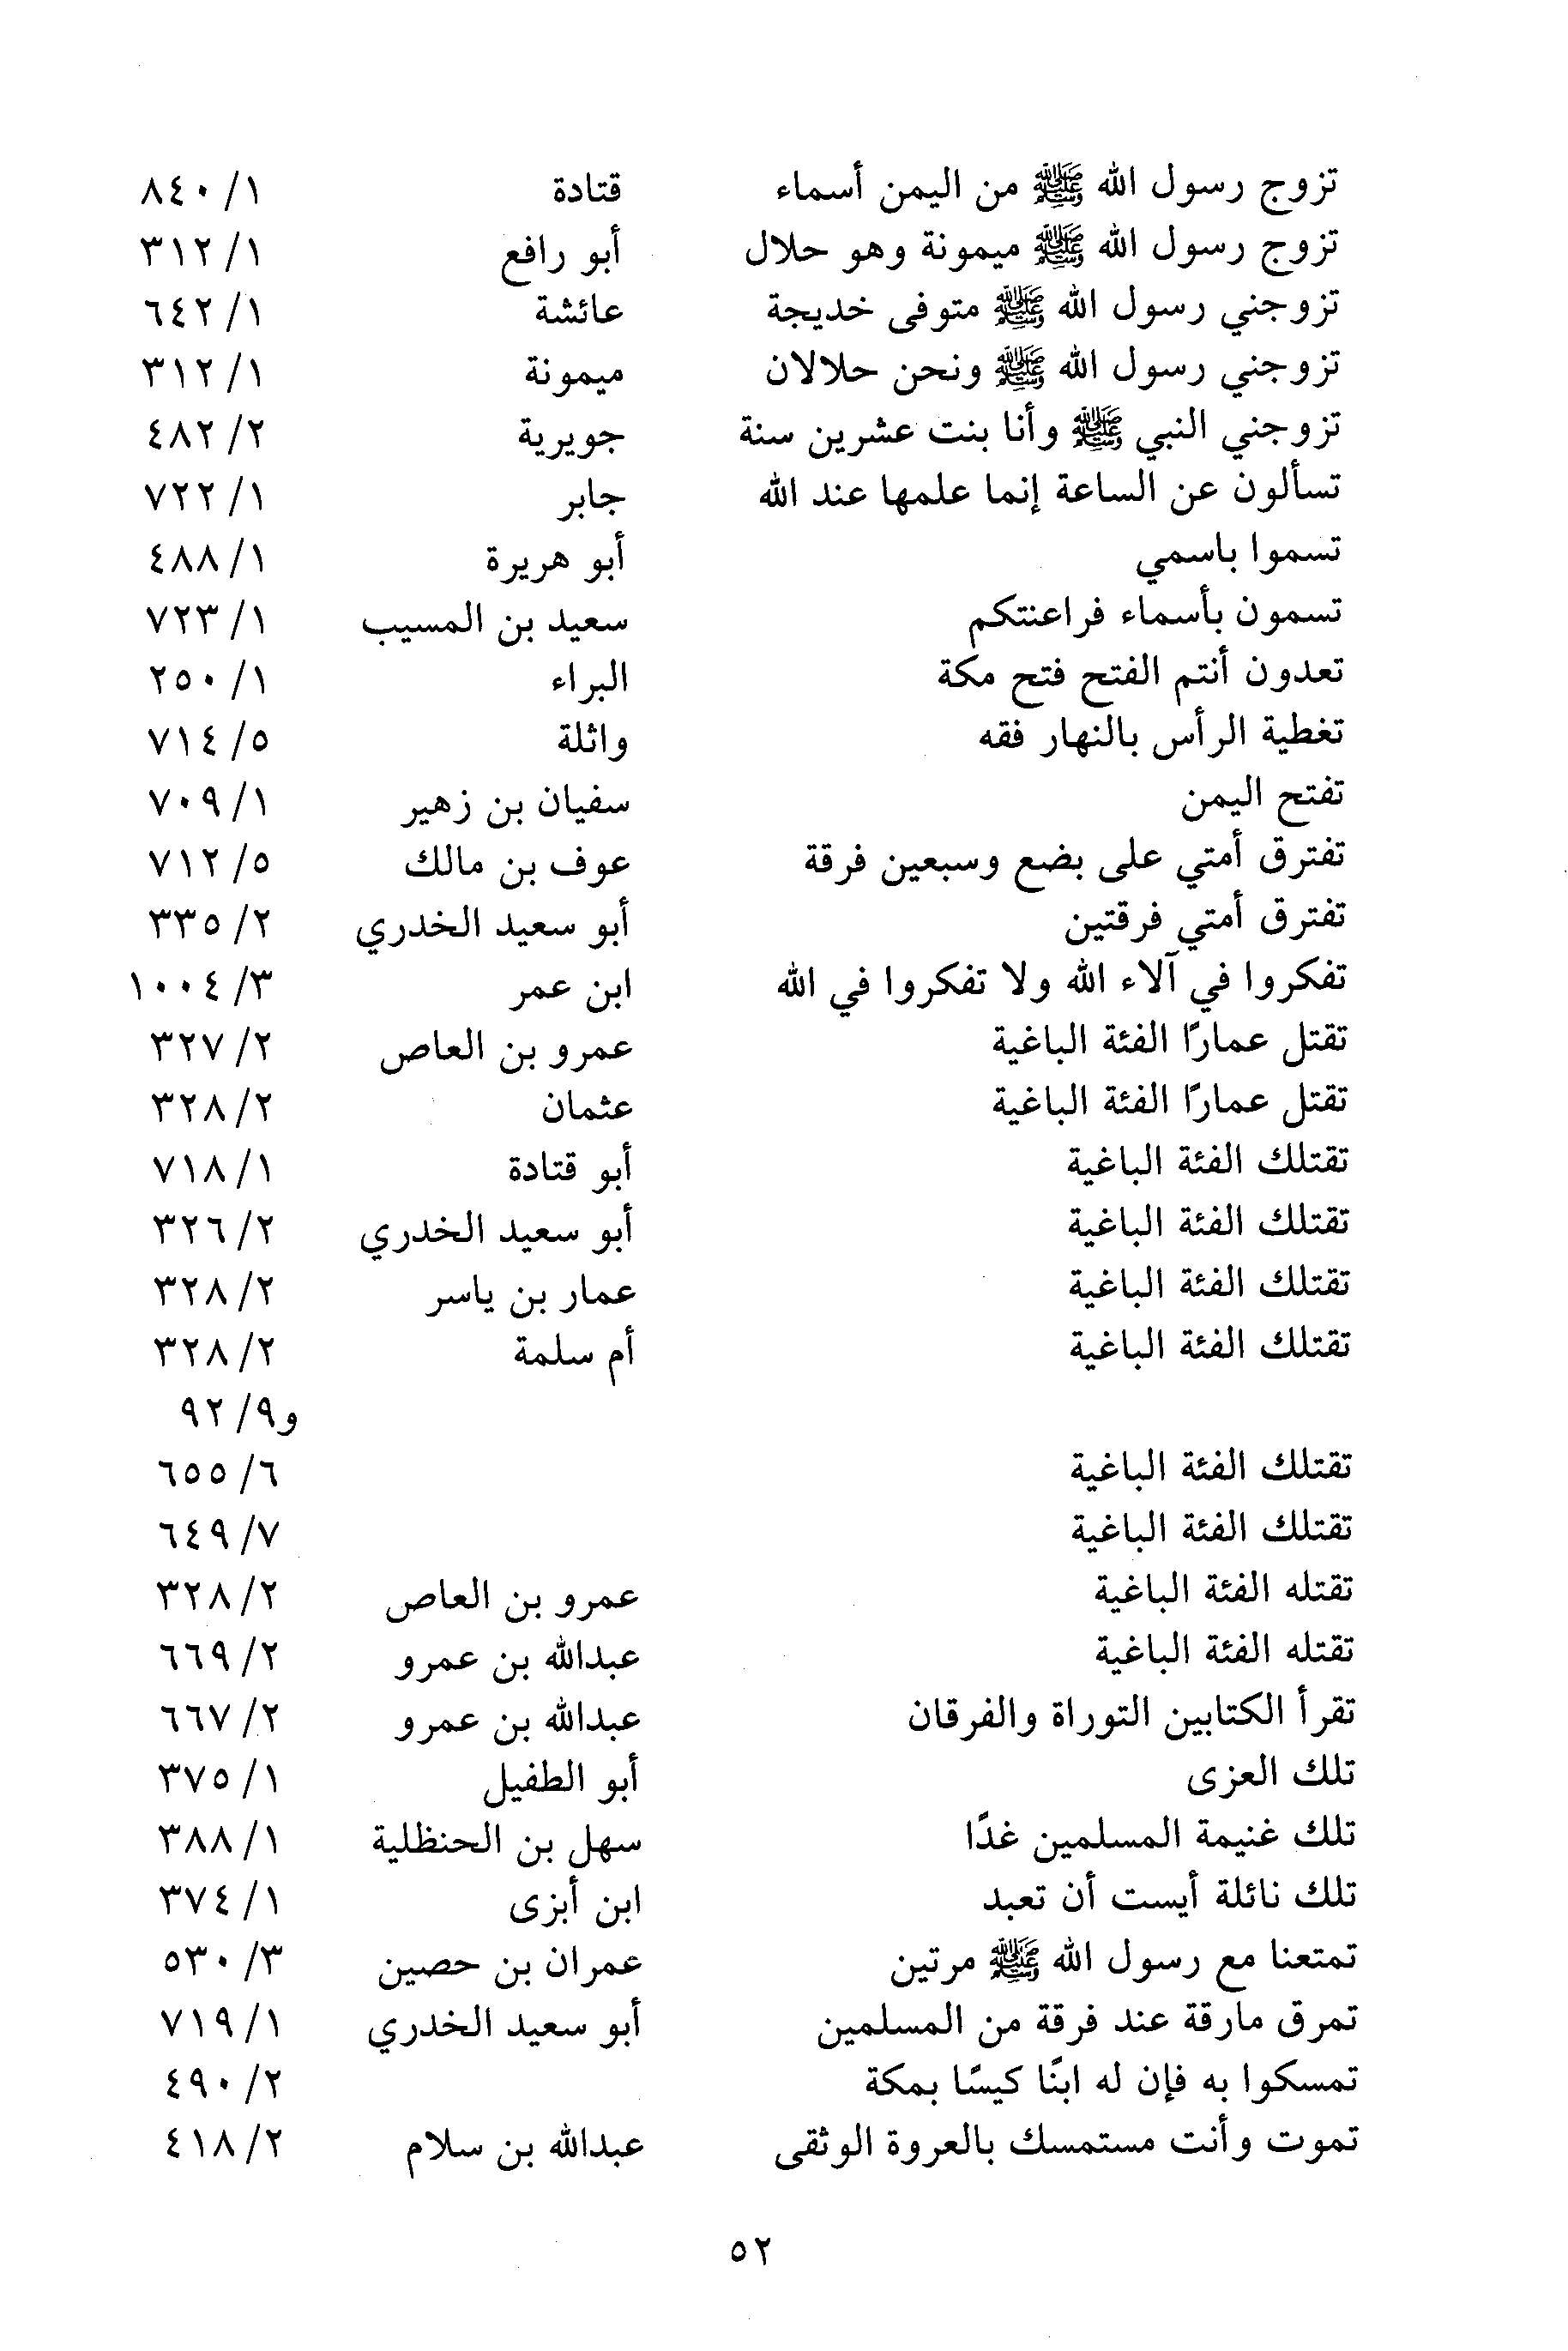 تزوج رسول الله ﷺ من اليمن أسماء قتادة ١/ ٨٤٠
تزوج رسول الله ﷺ ميمونة وهو حلال أبو رافع ١/ ٣١٢
تزوجني رسول الله ﷺ متوفى خديجة عائشة ١/ ٦٤٢
تزوجني رسول الله ﷺ ونحن حلالان ميمونة ١/ ٣١٢
تزوجني النبي ﷺ وأنا بنت عشرين سنة جويرية ٢/ ٤٨٢
تسألون عن الساعة إنما علمها عند الله جابر ١/ ٧٢٢
تسموا باسمي أبو هريرة ١/ ٤٨٨
تسمون بأسماء فراعنتكم سعيد بن المسيب ١/ ٧٢٣
تعدون أنتم الفتح فتح مكة البراء ١/ ٢٥٠
تغطية الرأس بالنهار فقه واثلة ٥/ ٧١٤
تفتح اليمن سفيان بن زهير ١/ ٧٠٩
تفترق أمتي على بضع وسبعين فرقة عوف بن مالك ٥/ ٧١٢
تفترق أمتي فرقتين أبو سعيد الخدري ٢/ ٣٣٥
تفكروا في آلاء الله ولا تفكروا في الله ابن عمر ٣/ ١٠٠٤
تقتل عمارًا الفئة الباغية عمرو بن العاص ٢/ ٣٢٧
تقتل عمارًا الفئة الباغية عثمان ٢/ ٣٢٨
تقتلك الفئة الباغية أبو قتادة ١/ ٧١٨
تقتلك الفئة الباغية أبو سعيد الخدري ٢/ ٣٢٦
تقتلك الفئة الباغية عمار بن ياسر ٢/ ٣٢٨
تقتلك الفئة الباغية أم سلمة ٢/ ٣٢٨
و٩/ ٩٢
تقتلك الفئة الباغية ٦/ ٦٥٥
تقتلك الفئة الباغية ٧/ ٦٤٩
تقتله الفئة الباغية عمرو بن العاص ٢/ ٣٢٨
تقتله الفئة الباغية عبدالله بن عمرو ٢/ ٦٦٩
تقرأ الكتابين التوراة والفرقان عبدالله بن عمرو ٢/ ٦٦٧
تلك العزى أبو الطفيل ١/ ٣٧٥
تلك غنيمة المسلمين غدًا سهل بن الحنظلية ١/ ٣٨٨
تلك نائلة أيست أن تعبد ابن أبزى ١/ ٣٧٤
تمتعنا مع رسول الله ﷺ مرتين عمران بن حصين ٣/ ٥٣٠
تمرق مارقة عند فرقة من المسلمين أبو سعيد الخدري ١/ ٧١٩
تمسكوا به فإن له ابنًا كيسًا بمكة ٢/ ٤٩٠
تموت وأنت مستمسك بالعروة الوثقى عبدالله بن سلام ٢/ ٤١٨
٥٢